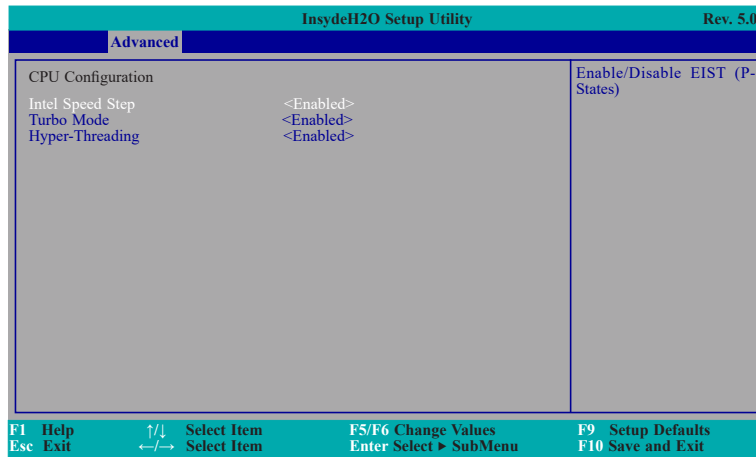 InsydeH2O Setup Utility Rev. 5.0
Advanced
CPU Configuration
Intel Speed Step <Enabled>
Turbo Mode <Enabled>
Hyper-Threading <Enabled>
Enable/Disable EIST (P-
States)
F1 Help ↑/↓ Select Item F5/F6 Change Values F9 Setup Defaults
Esc Exit ←/→ Select Item Enter Select ► SubMenu F10 Save and Exit